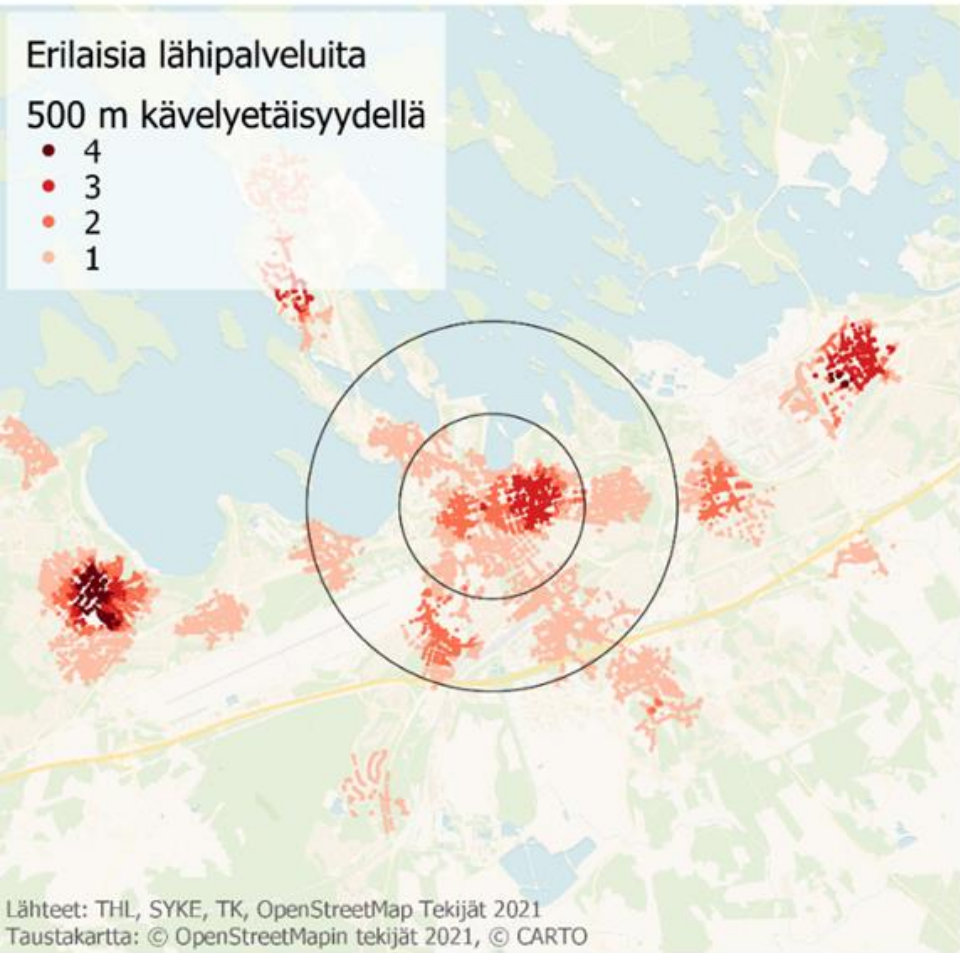 Erilaisia lähipalveluita
500 m kävelyetäisyydellä
4
3
2
1
Lähteet: THL, SYKE, TK, OpenStreetMap Tekijät 2021
Taustakartta: © OpenStreetMapin tekijät 2021, © CARTO